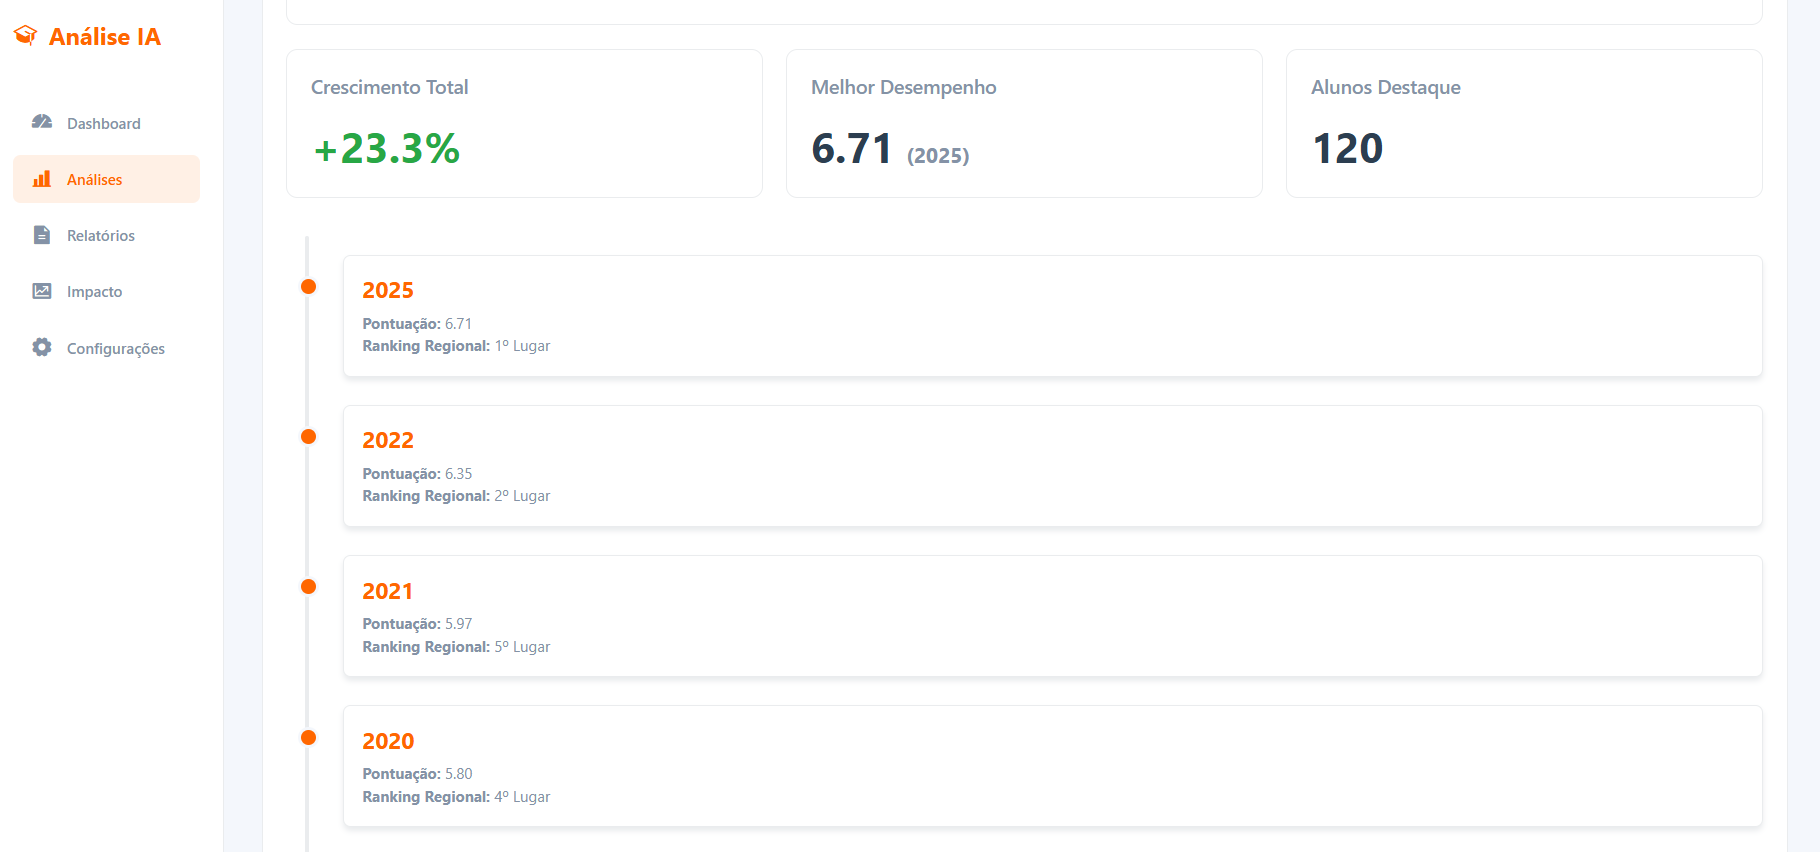 Análise IA
Dashboard
Análises
Relatórios
Impacto
Configurações
Crescimento Total
+23.3%
Melhor Desempenho
6.71 (2025)
Alunos Destaque
120
2025
Pontuação: 6.71
Ranking Regional: 1º Lugar
2022
Pontuação: 6.35
Ranking Regional: 2º Lugar
2021
Pontuação: 5.97
Ranking Regional: 5º Lugar
2020
Pontuação: 5.80
Ranking Regional: 4º Lugar